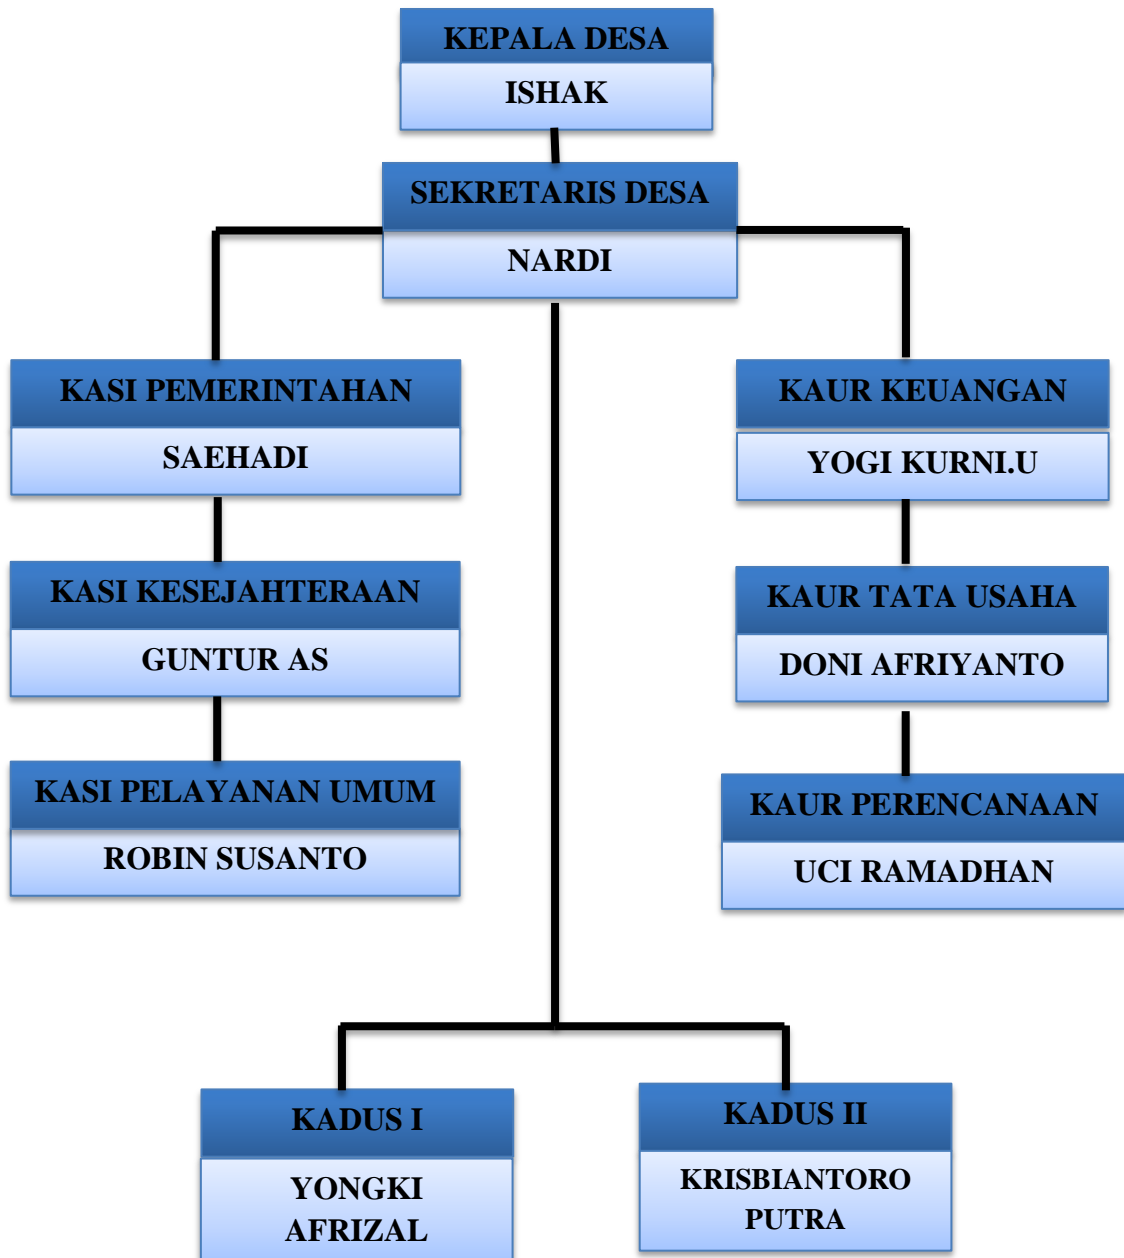 KEPALA DESA
ISHAK
SEKRETARIS DESA
NARDI
KASI PEMERINTAHAN
SAEHADI
KASI KESEJAHTERAAN
GUNTUR AS
KASI PELAYANAN UMUM
ROBIN SUSANTO
KAUR KEUANGAN
YOGI KURNI.U
KAUR TATA USAHA
DONI AFRIYANTO
KAUR PERENCANAAN
UCI RAMADHAN
KADUS I
YONGKI
AFRIZAL
KADUS II
KRISBIANTORO
PUTRA